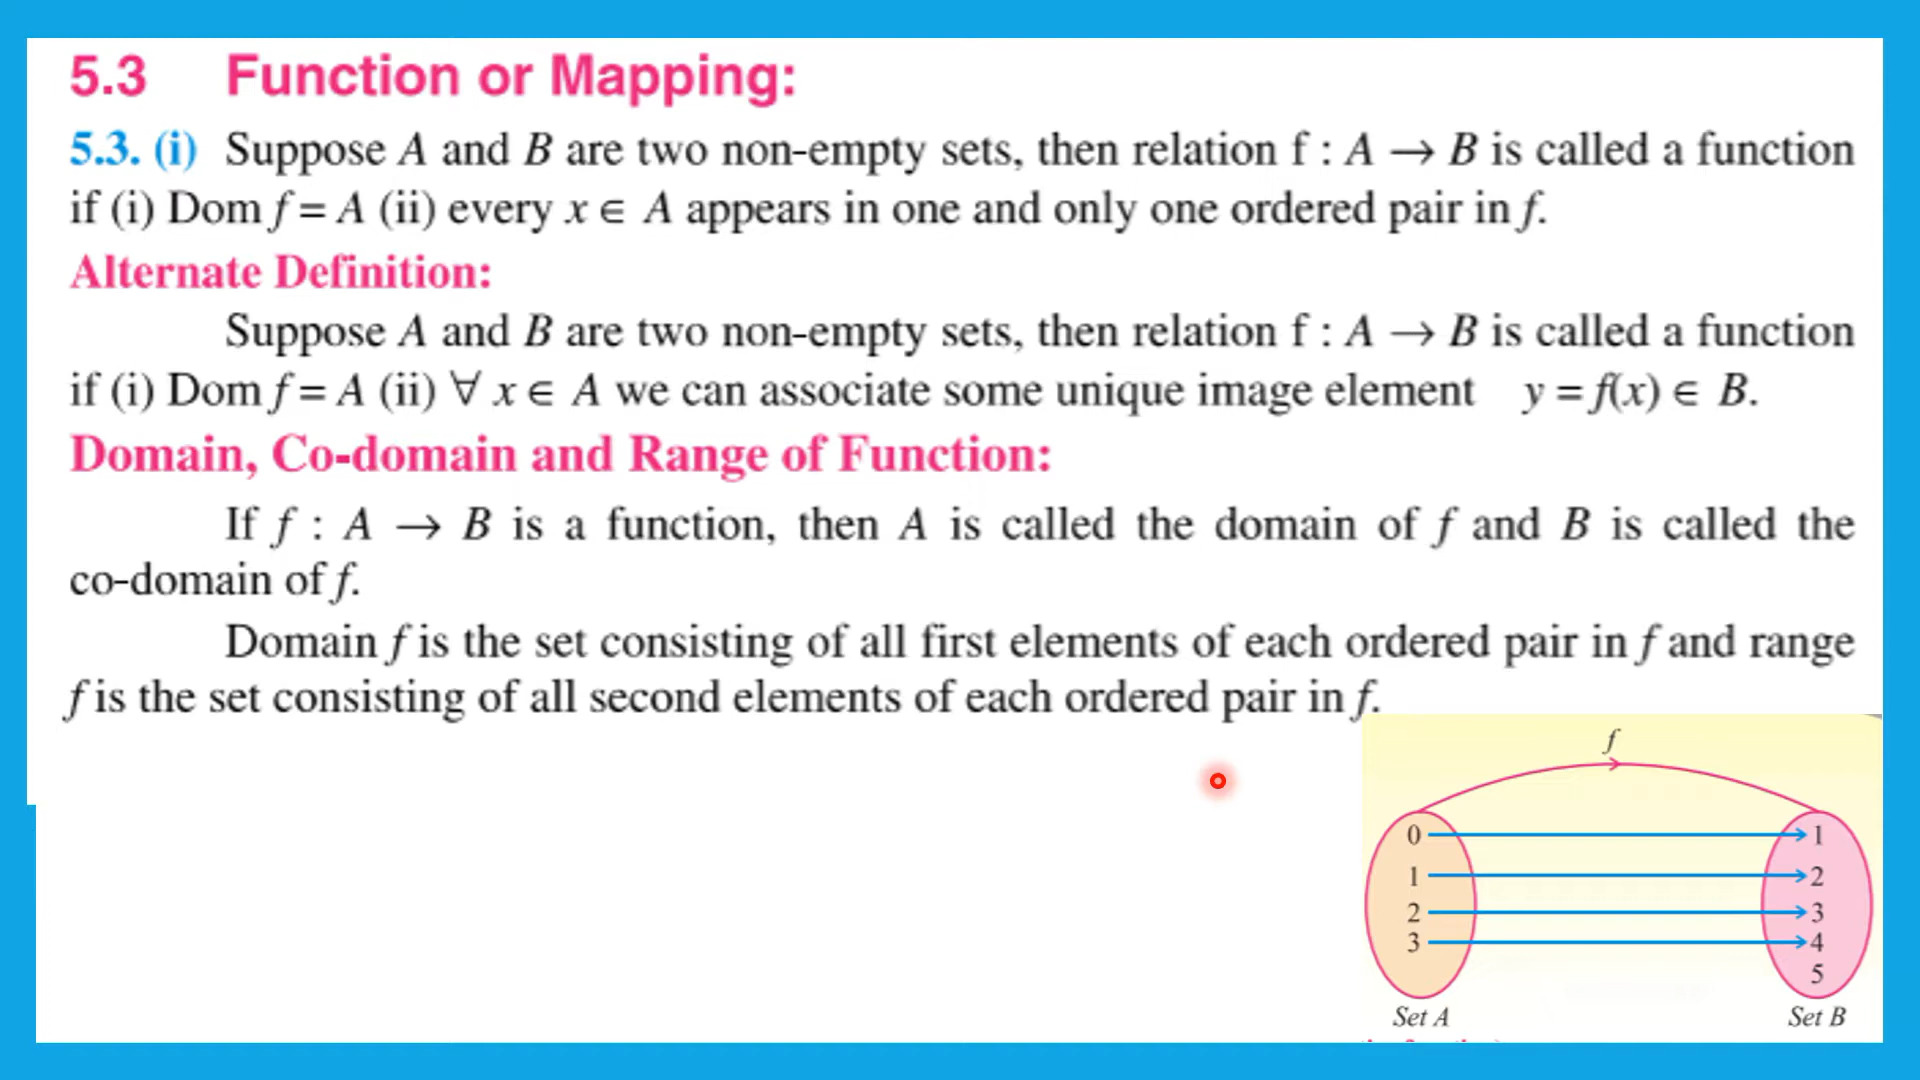 5.3 Function or Mapping:
5.3. (i) Suppose A and B are two non-empty sets, then relation f : A → B is called a function
if (i) Dom f = A (ii) every x ∈ A appears in one and only one ordered pair in f.
Alternate Definition:
Suppose A and B are two non-empty sets, then relation f : A → B is called a function
if (i) Dom f = A (ii) ∀ x ∈ A we can associate some unique image element y = f(x) ∈ B.
Domain, Co-domain and Range of Function:
If f : A → B is a function, then A is called the domain of f and B is called the
co-domain of f.
Domain f is the set consisting of all first elements of each ordered pair in f and range
f is the set consisting of all second elements of each ordered pair in f.
f
0 1
1 2
2 3
3 4
5
Set A Set B